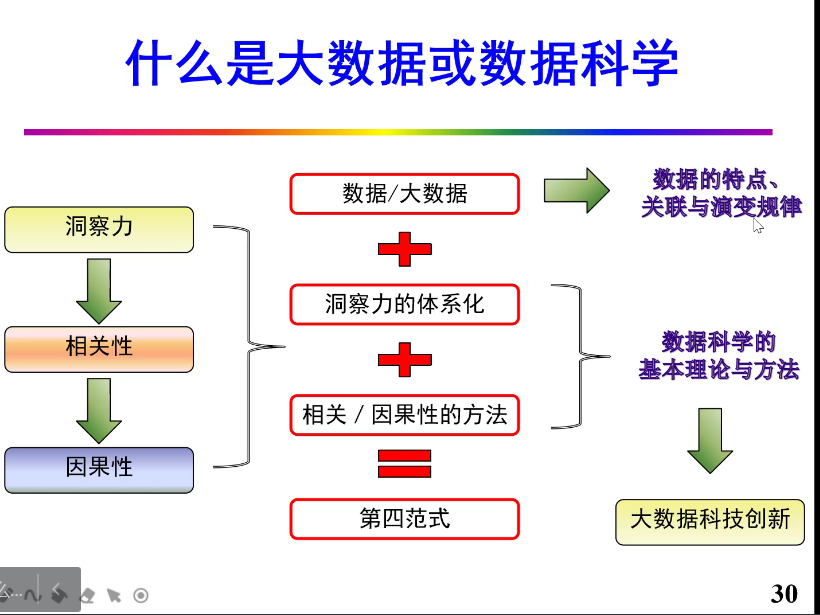 什么是大数据或数据科学
洞察力
相关性
因果性
数据/大数据
洞察力的体系化
相关/因果性的方法
第四范式
数据的特点、
关联与演变规律
数据科学的
基本理论与方法
大数据科技创新
30